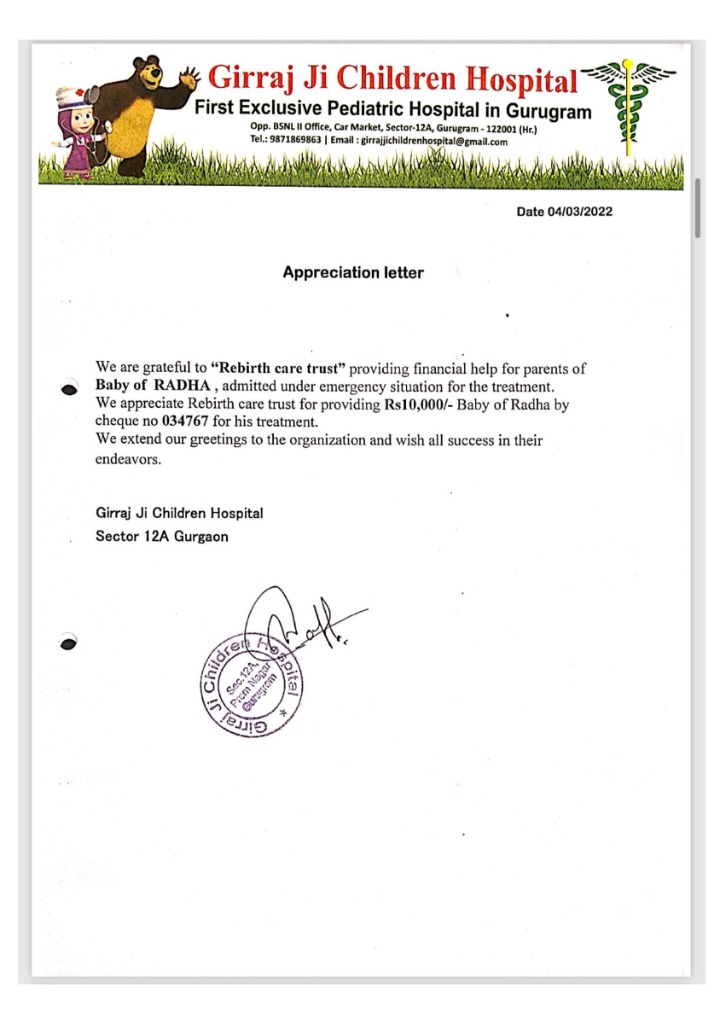 Girraj Ji Children Hospital
First Exclusive Pediatric Hospital in Gurugram
Opp. BSNL II Office, Car Market, Sector-12A, Gurugram - 122001 (Hr.)
Tel.: 9871869863 | Email : girrajjichildrenhospital@gmail.com
Date 04/03/2022
Appreciation letter
We are grateful to “Rebirth care trust” providing financial help for parents of
Baby of RADHA , admitted under emergency situation for the treatment.
We appreciate Rebirth care trust for providing Rs10,000/- Baby of Radha by
cheque no 034767 for his treatment.
We extend our greetings to the organization and wish all success in their
endeavors.
Girraj Ji Children Hospital
Sector 12A Gurgaon
Girraj Ji Children Hospital
Sec.12A,
Prem Nagar
Gurugram